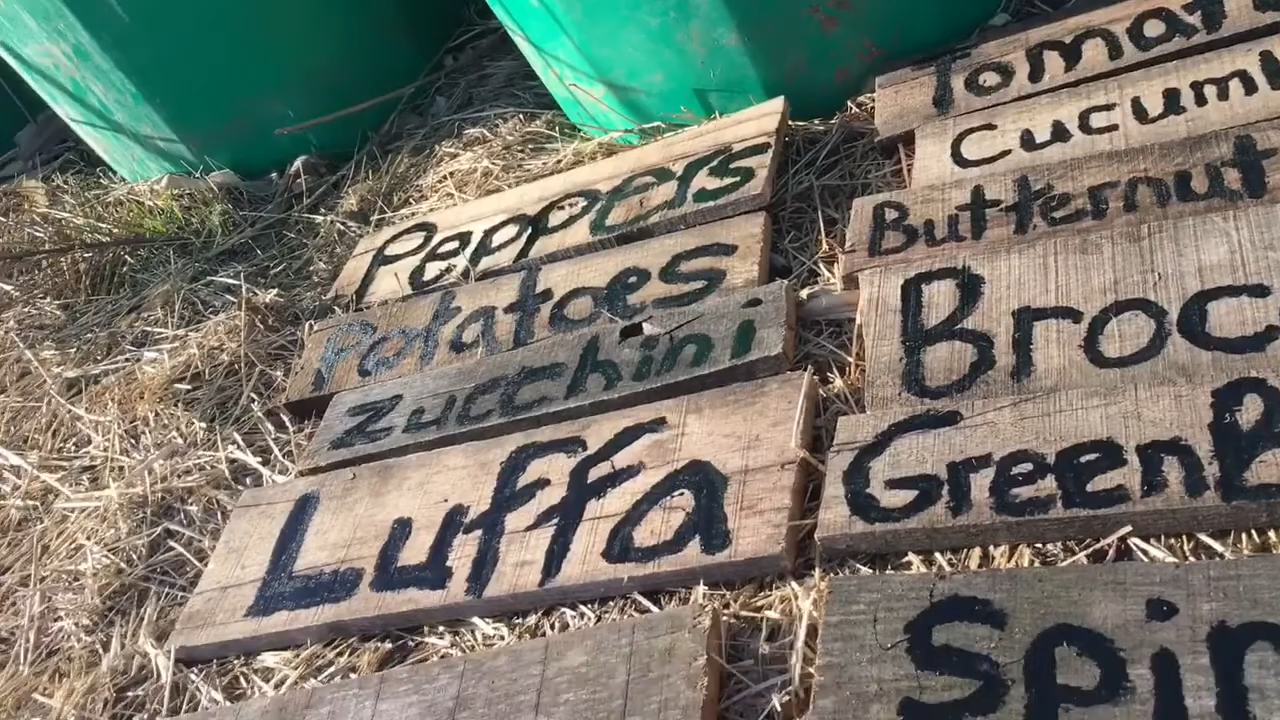 Peppers
Potatoes
Zucchini
Luffa
Tomat
Cucum
Butternut
Broc
GreenB
Spin